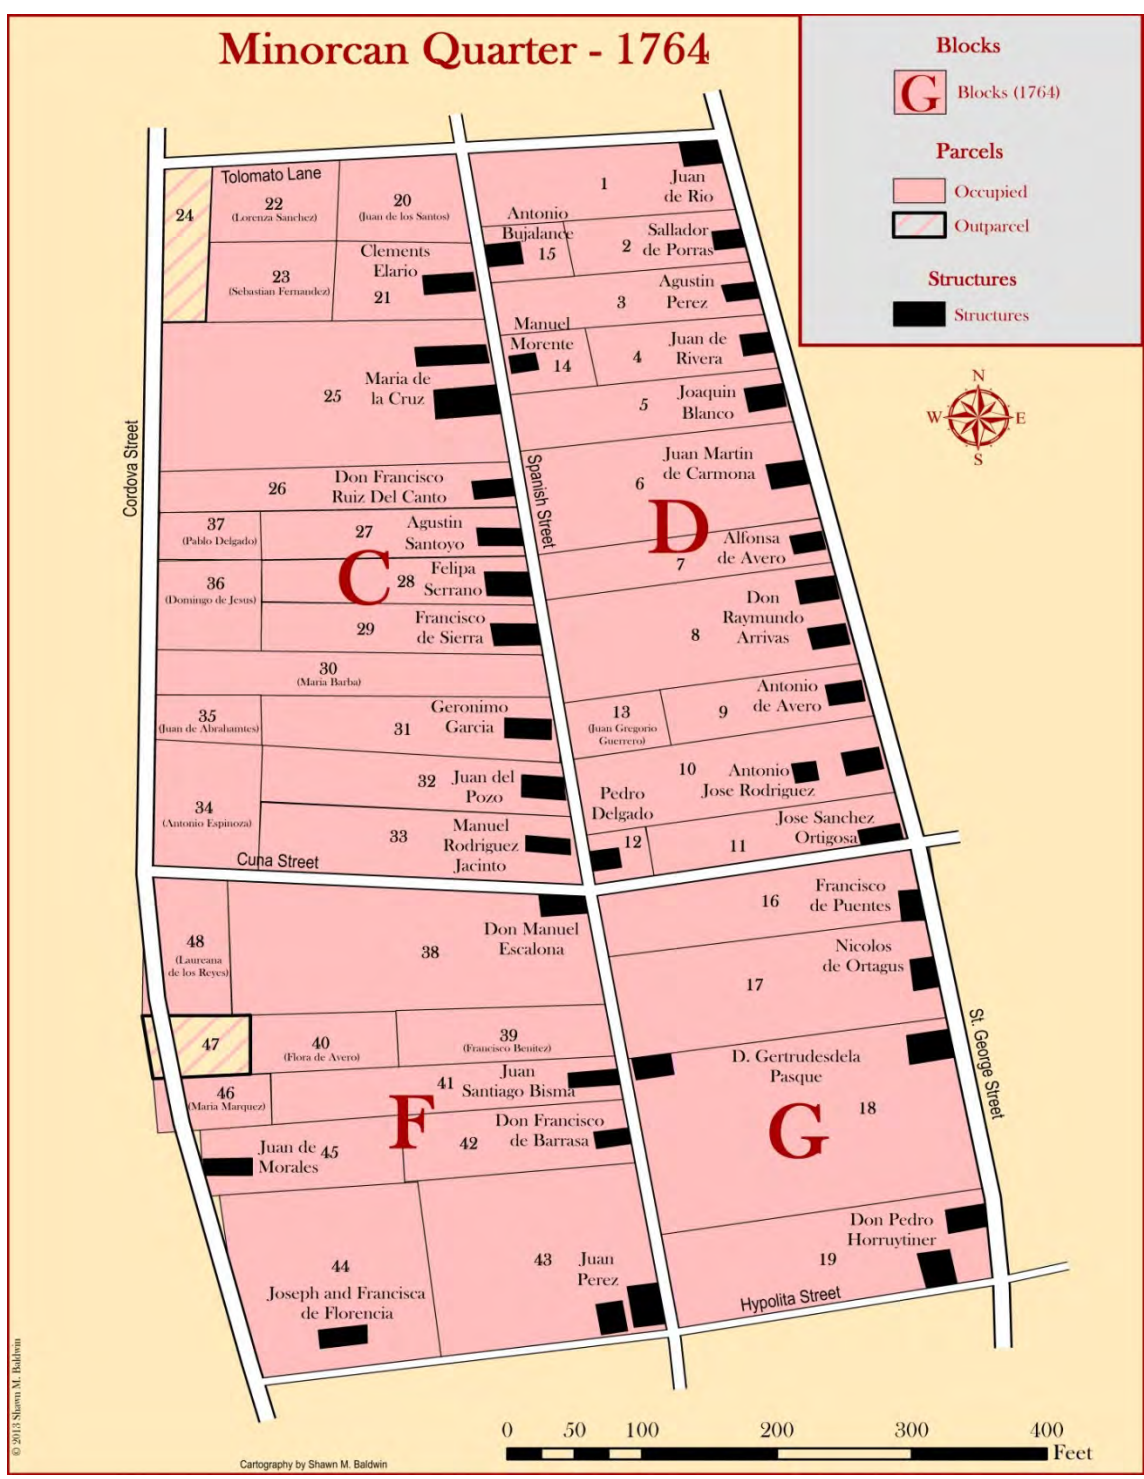 Minorcan Quarter - 1764
Blocks
G
Blocks (1764)
Parcels
Occupied
Outparcel
Structures
Structures
N
W
E
S
Tolomato Lane
24
22
(Lorenza Sanchez)
20
(Juan de los Santos)
23
(Sebastian Fernandez)
Clements
Elario
21
25
Maria de
la Cruz
Cordova Street
26
Don Francisco
Ruiz Del Canto
37
(Pablo Delgado)
27
Agustin
Santoyo
C
36
(Domingo de Jesus)
28
Felipa
Serrano
29
Francisco
de Sierra
30
(Maria Barba)
35
(Juan de Abrahamtes)
31
Geronimo
Garcia
32
Juan del
Pozo
34
(Antonio Espinoza)
33
Manuel
Rodriguez
Jacinto
Cuna Street
Spanish Street
1
Juan
de Rio
Antonio
Bujalance
15
2
Sallador
de Porras
3
Agustin
Perez
Manuel
Morente
14
4
Juan de
Rivera
5
Joaquin
Blanco
6
Juan Martin
de Carmona
D
7
Alfonsa
de Avero
8
Don
Raymundo
Arrivas
13
(Juan Gregorio
Guerrero)
9
Antonio
de Avero
10
Antonio
Jose Rodriguez
Pedro
Delgado
12
11
Jose Sanchez
Ortigosa
48
(Laureana
de los Reyes)
38
Don Manuel
Escalona
47
40
(Flora de Avero)
39
(Francisco Benitez)
46
(Maria Marquez)
41
Juan
Santiago Bisma
F
42
Don Francisco
de Barrasa
Juan de
Morales
45
44
Joseph and Francisca
de Florencia
43
Juan
Perez
16
Francisco
de Puentes
17
Nicolos
de Ortagus
D. Gertrudesdela
Pasque
18
G
19
Don Pedro
Horruytiner
Hypolita Street
St. George Street
© 2013 Shawn M. Baldwin
Cartography by Shawn M. Baldwin
0 50 100 200 300 400
Feet